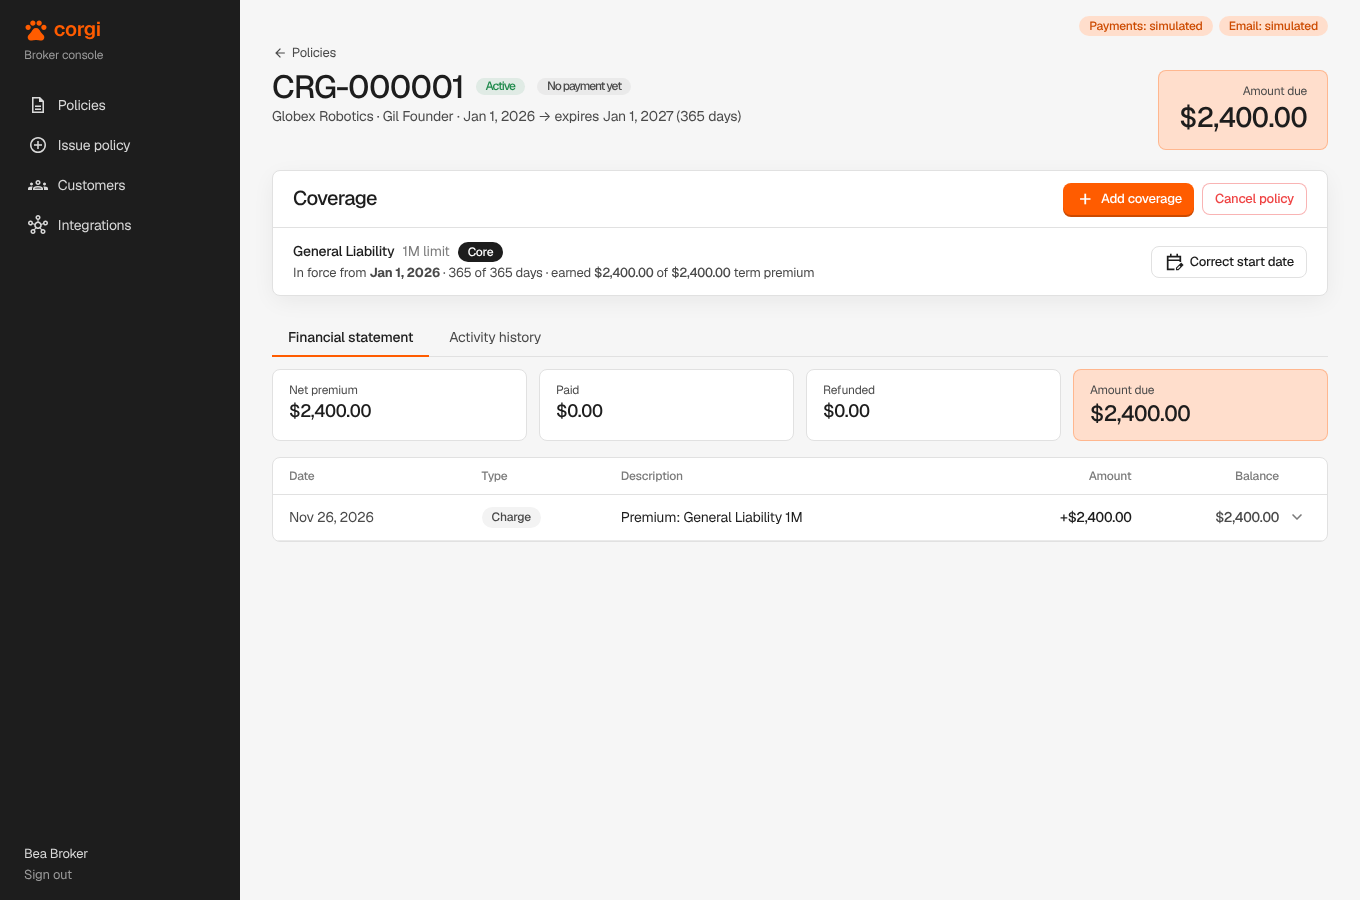 corgi
Broker console
Policies
Issue policy
Customers
Integrations
Bea Broker
Sign out
Payments: simulated Email: simulated
← Policies
CRG-000001 Active No payment yet
Globex Robotics · Gil Founder · Jan 1, 2026 → expires Jan 1, 2027 (365 days)
Amount due
$2,400.00
Coverage
+ Add coverage Cancel policy
General Liability 1M limit Core
In force from Jan 1, 2026 · 365 of 365 days · earned $2,400.00 of $2,400.00 term premium
Correct start date
Financial statement Activity history
Net premium
$2,400.00
Paid
$0.00
Refunded
$0.00
Amount due
$2,400.00
Date Type Description Amount Balance
Nov 26, 2026 Charge Premium: General Liability 1M +$2,400.00 $2,400.00